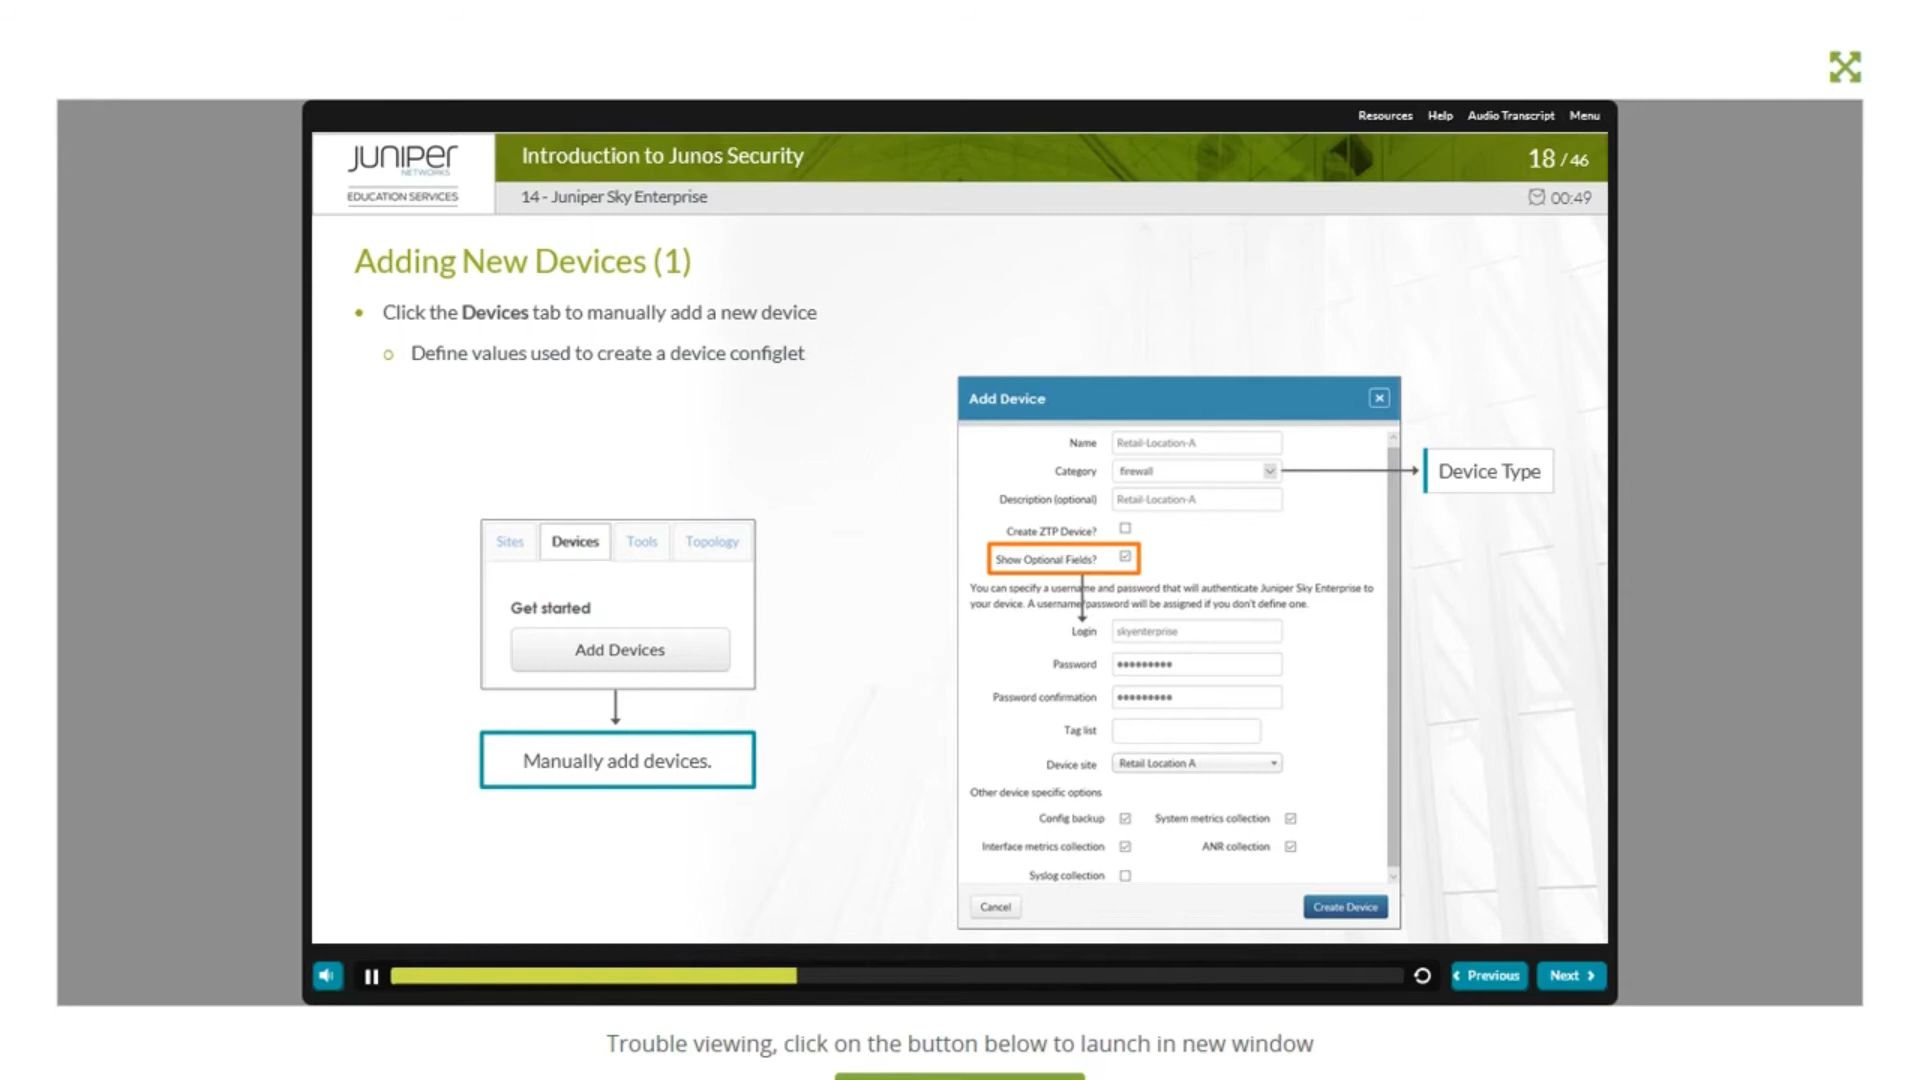 Resources Help Audio Transcript Menu
JUNIPER
NETWORKS
EDUCATION SERVICES
Introduction to Junos Security
18 / 46
14 - Juniper Sky Enterprise
00:49
Adding New Devices (1)
• Click the Devices tab to manually add a new device
o Define values used to create a device configlet
Sites Devices Tools Topology
Get started
Add Devices
Manually add devices.
Add Device
Name Retail-Location-A
Category firewall
Device Type
Description (optional) Retail-Location-A
Create ZTP Device?
Show Optional Fields?
You can specify a username and password that will authenticate Juniper Sky Enterprise to
your device. A username/password will be assigned if you don't define one.
Login skyenterprise
Password •••••••••
Password confirmation •••••••••
Tag list
Device site Retail Location A
Other device specific options
Config backup System metrics collection
Interface metrics collection ANR collection
Syslog collection
Cancel Create Device
Previous Next
Trouble viewing, click on the button below to launch in new window